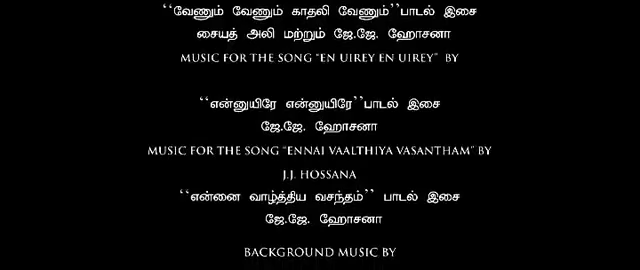 ‘‘வேணும் வேணும் காதலி வேணும்’’பாடல் இசை
சையத் அலி மற்றும் ஜே.ஜே. ஹோசனா
MUSIC FOR THE SONG “EN UIREY EN UIREY” BY
‘‘என்னுயிரே என்னுயிரே’’பாடல் இசை
ஜே.ஜே. ஹோசனா
MUSIC FOR THE SONG “ENNAI VAALTHIYA VASANTHAM” BY
J.J. HOSSANA
‘‘என்னை வாழ்த்திய வசந்தம்’’ பாடல் இசை
ஜே.ஜே. ஹோசனா
BACKGROUND MUSIC BY